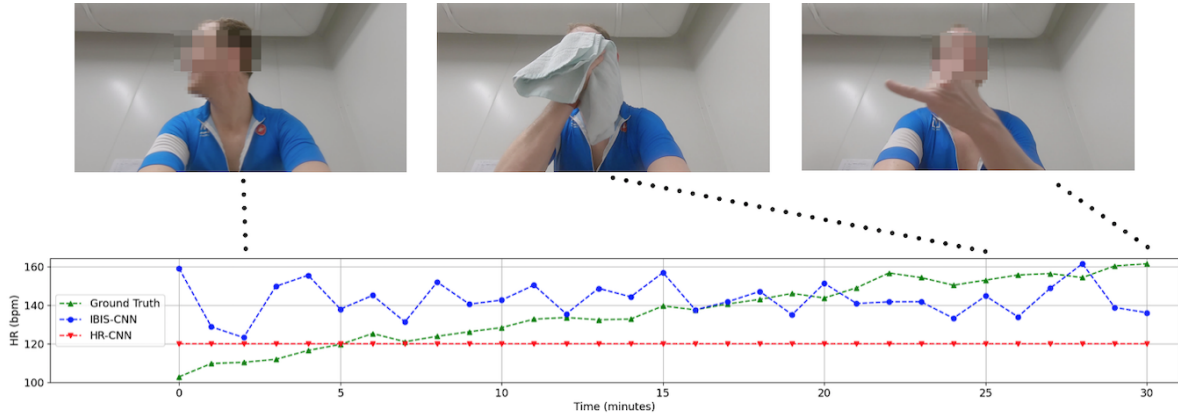 160
140
120
100
HR (bpm)
Ground Truth
IBIS-CNN
HR-CNN
0
5
10
15
20
25
30
Time (minutes)